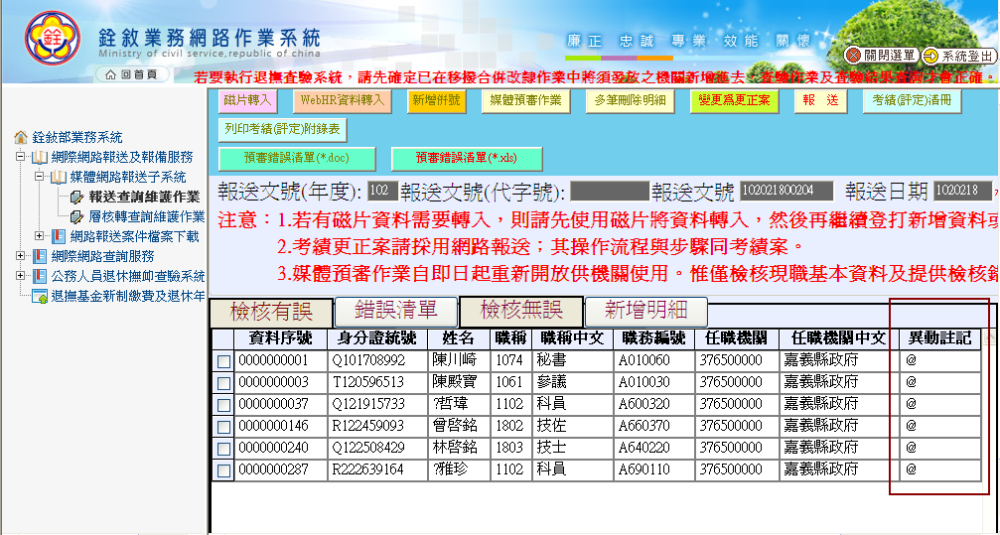 銓敘業務網路作業系統
Ministry of civil service,republic of china
廉正 忠誠 專業 效能 關懷
回首頁
關閉選單 系統登出
若要執行退撫查驗系統，請先確定已在移撥合併改隸作業中將須發放之機關新增進去，查驗作業及查驗結果
磁片轉入 WebHR資料轉入 新增併號 媒體預審作業 多筆刪除明細 變更為更正案 報 送 考績(評定)清冊
列印考績(評定)附錄表
預審錯誤清單(*.doc) 預審錯誤清單(*.xls)
銓敘部業務系統
網際網路報送及報備服務
媒體網路報送子系統
報送查詢維護作業
層核轉查詢維護作業
網路報送案件檔案下載
網際網路查詢服務
公務人員退休撫卹查驗系統
退撫基金新制繳費及退休年
報送文號(年度): 102 報送文號(代字號): 報送文號 102021800204 報送日期 1020218
注意：1.若有磁片資料需要轉入，則請先使用磁片將資料轉入，然後再繼續登打新增資料或
2.考績更正案請採用網路報送；其操作流程與步驟同考績案。
3.媒體預審作業自即日起重新開放供機關使用。惟僅檢核現職基本資料及提供檢核錯
檢核有誤 錯誤清單 檢核無誤 新增明細
資料序號 身分證統號 姓名 職稱 職稱中文 職務編號 任職機關 任職機關中文 異動註記
0000000001 Q101708992 陳川崎 1074 秘書 A010060 376500000 嘉義縣政府 @
0000000003 T120596513 陳殿寶 1061 參議 A010030 376500000 嘉義縣政府 @
0000000037 Q121915733 ?哲瑋 1102 科員 A600320 376500000 嘉義縣政府 @
0000000146 R122459093 曾啓銘 1802 技佐 A660370 376500000 嘉義縣政府 @
0000000240 Q122508429 林啓銘 1803 技士 A640220 376500000 嘉義縣政府 @
0000000287 R222639164 ?雅珍 1102 科員 A690110 376500000 嘉義縣政府 @